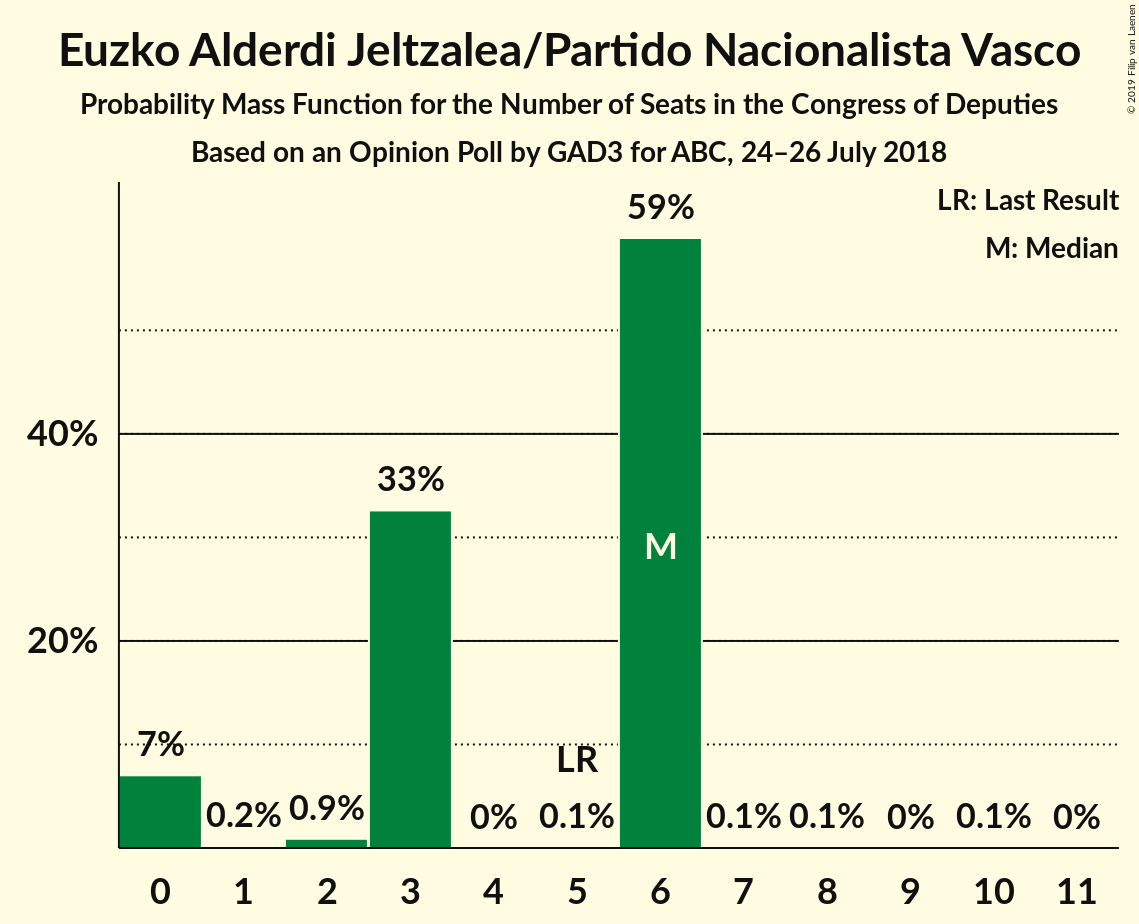 Euzko Alderdi Jeltzalea/Partido Nacionalista Vasco
Probability Mass Function for the Number of Seats in the Congress of Deputies
Based on an Opinion Poll by GAD3 for ABC, 24–26 July 2018
© 2019 Filip van Laenen
LR: Last Result
M: Median
59%
40%
33%
M
20%
7%
LR
0.2%
0.9%
0%
0.1%
0.1%
0.1%
0%
0.1%
0%
0 1 2 3 4 5 6 7 8 9 10 11